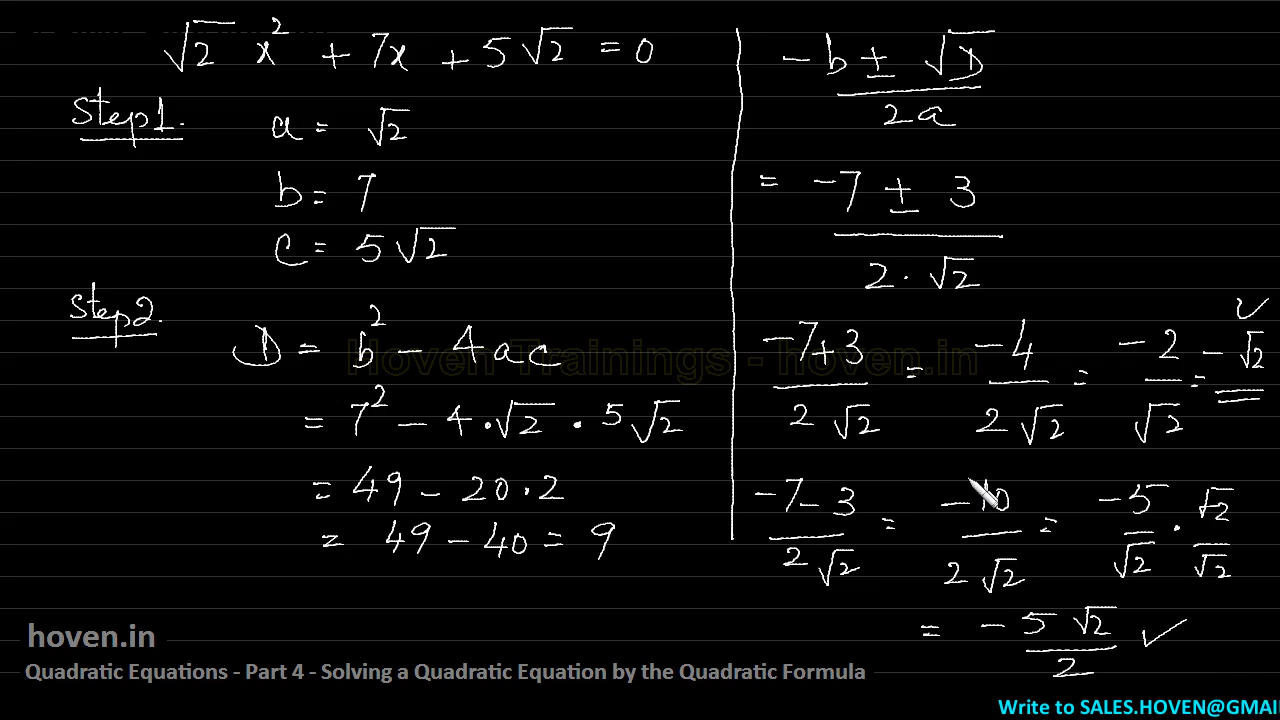 √2 x² + 7x + 5√2 = 0
Step1. a = √2
b = 7
c = 5√2
Step2.
D = b² - 4ac
= 7² - 4·√2 · 5√2
= 49 - 20·2
= 49 - 40 = 9
-b ± √D / 2a
= -7 ± 3 / 2·√2
-7+3 / 2√2 = -4 / 2√2 = -2 / √2 = -√2 ✓
-7-3 / 2√2 = -10 / 2√2 = -5 / √2 · √2 / √2
= -5√2 / 2 ✓
Hoven Trainings - hoven.in
hoven.in
Quadratic Equations - Part 4 - Solving a Quadratic Equation by the Quadratic Formula
Write to SALES.HOVEN@GMAI